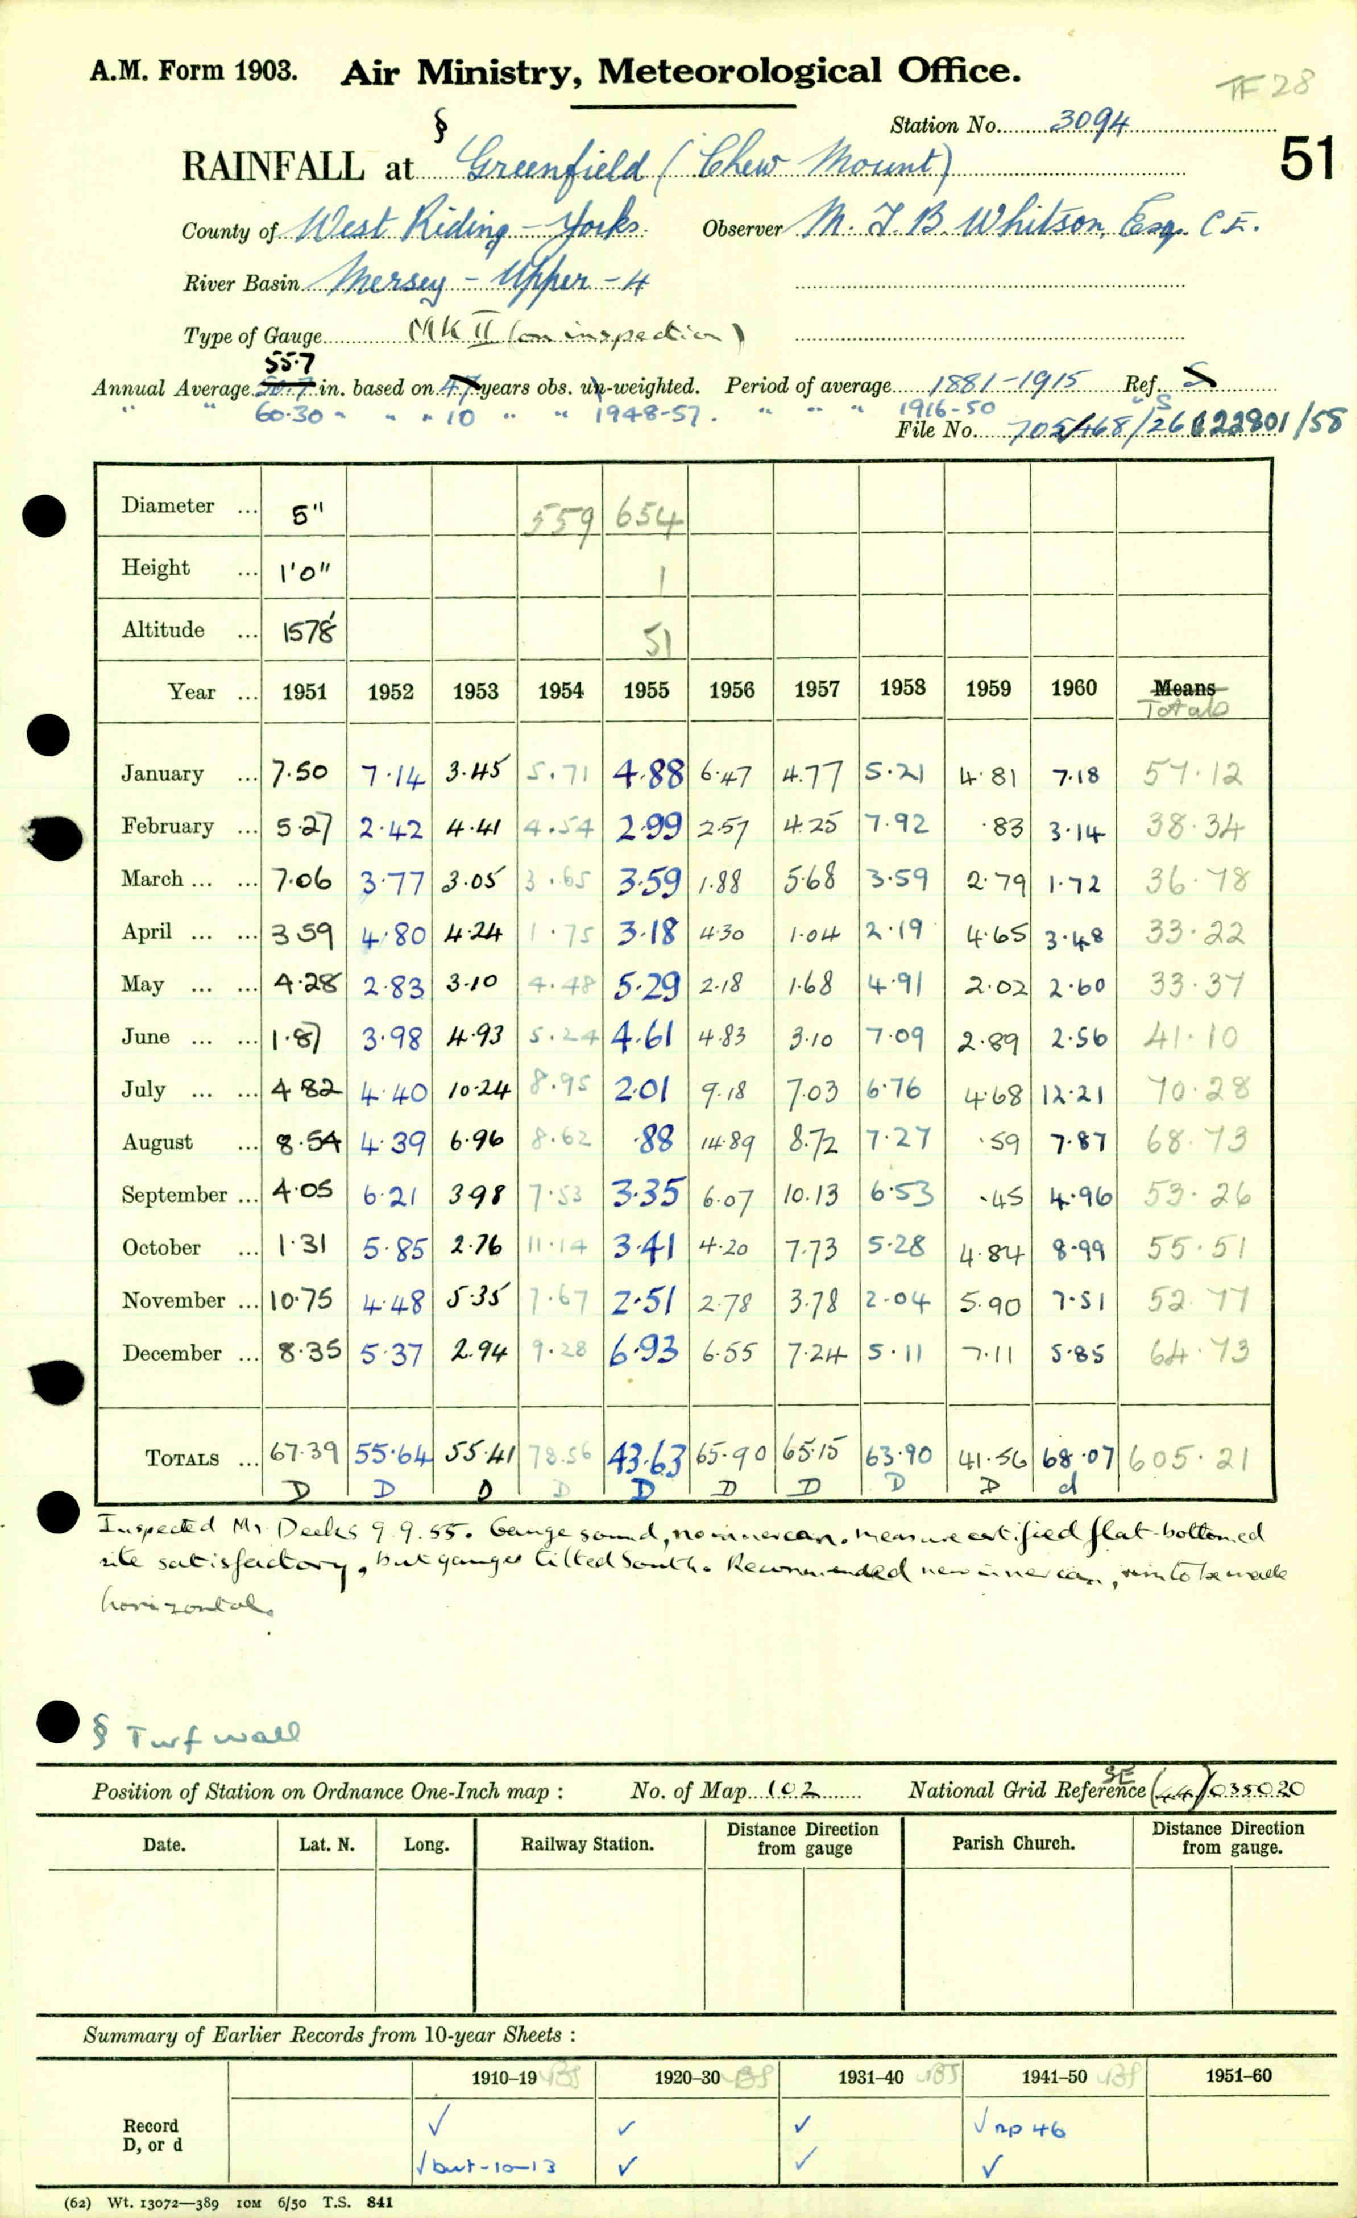 A.M. Form 1903. Air Ministry, Meteorological Office.
TF 28
Station No. 3094
51
§
RAINFALL at Greenfield (Chew Mount)
County of West Riding - Yorks. Observer M. J. B. Whitson, Esq. C.E.
River Basin Mersey - Upper - 4
Type of Gauge MK II (on inspection)
55.7
Annual Average 50.7 in. based on 47 years obs. un-weighted. Period of average 1881-1915 Ref. S
" " 60.30 " " " 10 " " 1948-57. " " " 1916-50 " S
File No. 705468/26 C22801/58
Diameter ... 5" 559 654
Height ... 1'0" 1
Altitude ... 1578' 51
Year ... 1951 1952 1953 1954 1955 1956 1957 1958 1959 1960 Means
Totals
January ... 7.50 7.14 3.45 5.71 4.88 6.47 4.77 5.21 4.81 7.18 57.12
February ... 5.27 2.42 4.41 4.54 2.99 2.57 4.25 7.92 .83 3.14 38.34
March ... ... 7.06 3.77 3.05 3.65 3.59 1.88 5.68 3.59 2.79 1.72 36.78
April ... ... 3.59 4.80 4.24 1.75 3.18 4.30 1.04 2.19 4.65 3.48 33.22
May ... ... 4.28 2.83 3.10 4.48 5.29 2.18 1.68 4.91 2.02 2.60 33.37
June ... ... 1.87 3.98 4.93 5.24 4.61 4.83 3.10 7.09 2.89 2.56 41.10
July ... ... 4.82 4.40 10.24 8.95 2.01 9.18 7.03 6.76 4.68 12.21 70.28
August ... 8.54 4.39 6.96 8.62 .88 14.89 8.72 7.27 .59 7.87 68.73
September ... 4.05 6.21 3.98 7.53 3.35 6.07 10.13 6.53 .45 4.96 53.26
October ... 1.31 5.85 2.76 11.14 3.41 4.20 7.73 5.28 4.84 8.99 55.51
November ... 10.75 4.48 5.35 7.67 2.51 2.78 3.78 2.04 5.90 7.51 52.77
December ... 8.35 5.37 2.94 9.28 6.93 6.55 7.24 5.11 7.11 5.85 64.73
TOTALS ... 67.39 55.64 55.41 78.56 43.63 65.90 65.15 63.90 41.56 68.07 605.21
D D D D D D D D D d
Inspected Mr Deeks 9.9.55. Gauge sound, no inner can. Measure certified flat-bottomed
site satisfactory, but gauge tilted South. Recommended new inner can, rim to be made
horizontal.
§ Turf wall
Position of Station on Ordnance One-Inch map : No. of Map 102 National Grid Reference SE (44) 035020
Date. Lat. N. Long. Railway Station. Distance Direction from gauge Parish Church. Distance Direction from gauge.
Summary of Earlier Records from 10-year Sheets :
1910–19 1920–30 1931–40 1941–50 1951–60
Record ✓ ✓ ✓ ✓ np 46
D, or d ✓ but -10-13 ✓ ✓ ✓
(62) Wt. 13072—389 10M 6/50 T.S. 841